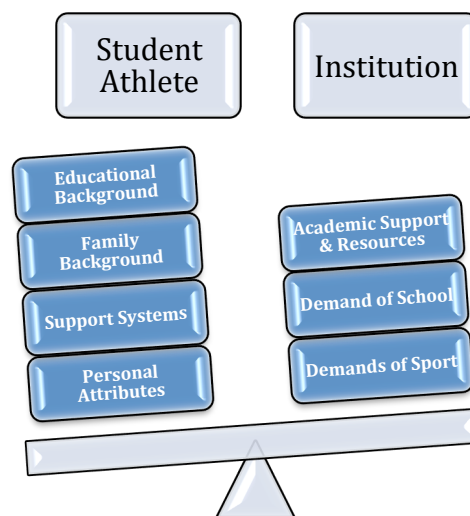 Student
Athlete
Institution
Educational
Background
Family
Background
Support Systems
Personal
Attributes
Academic Support
& Resources
Demand of School
Demands of Sport